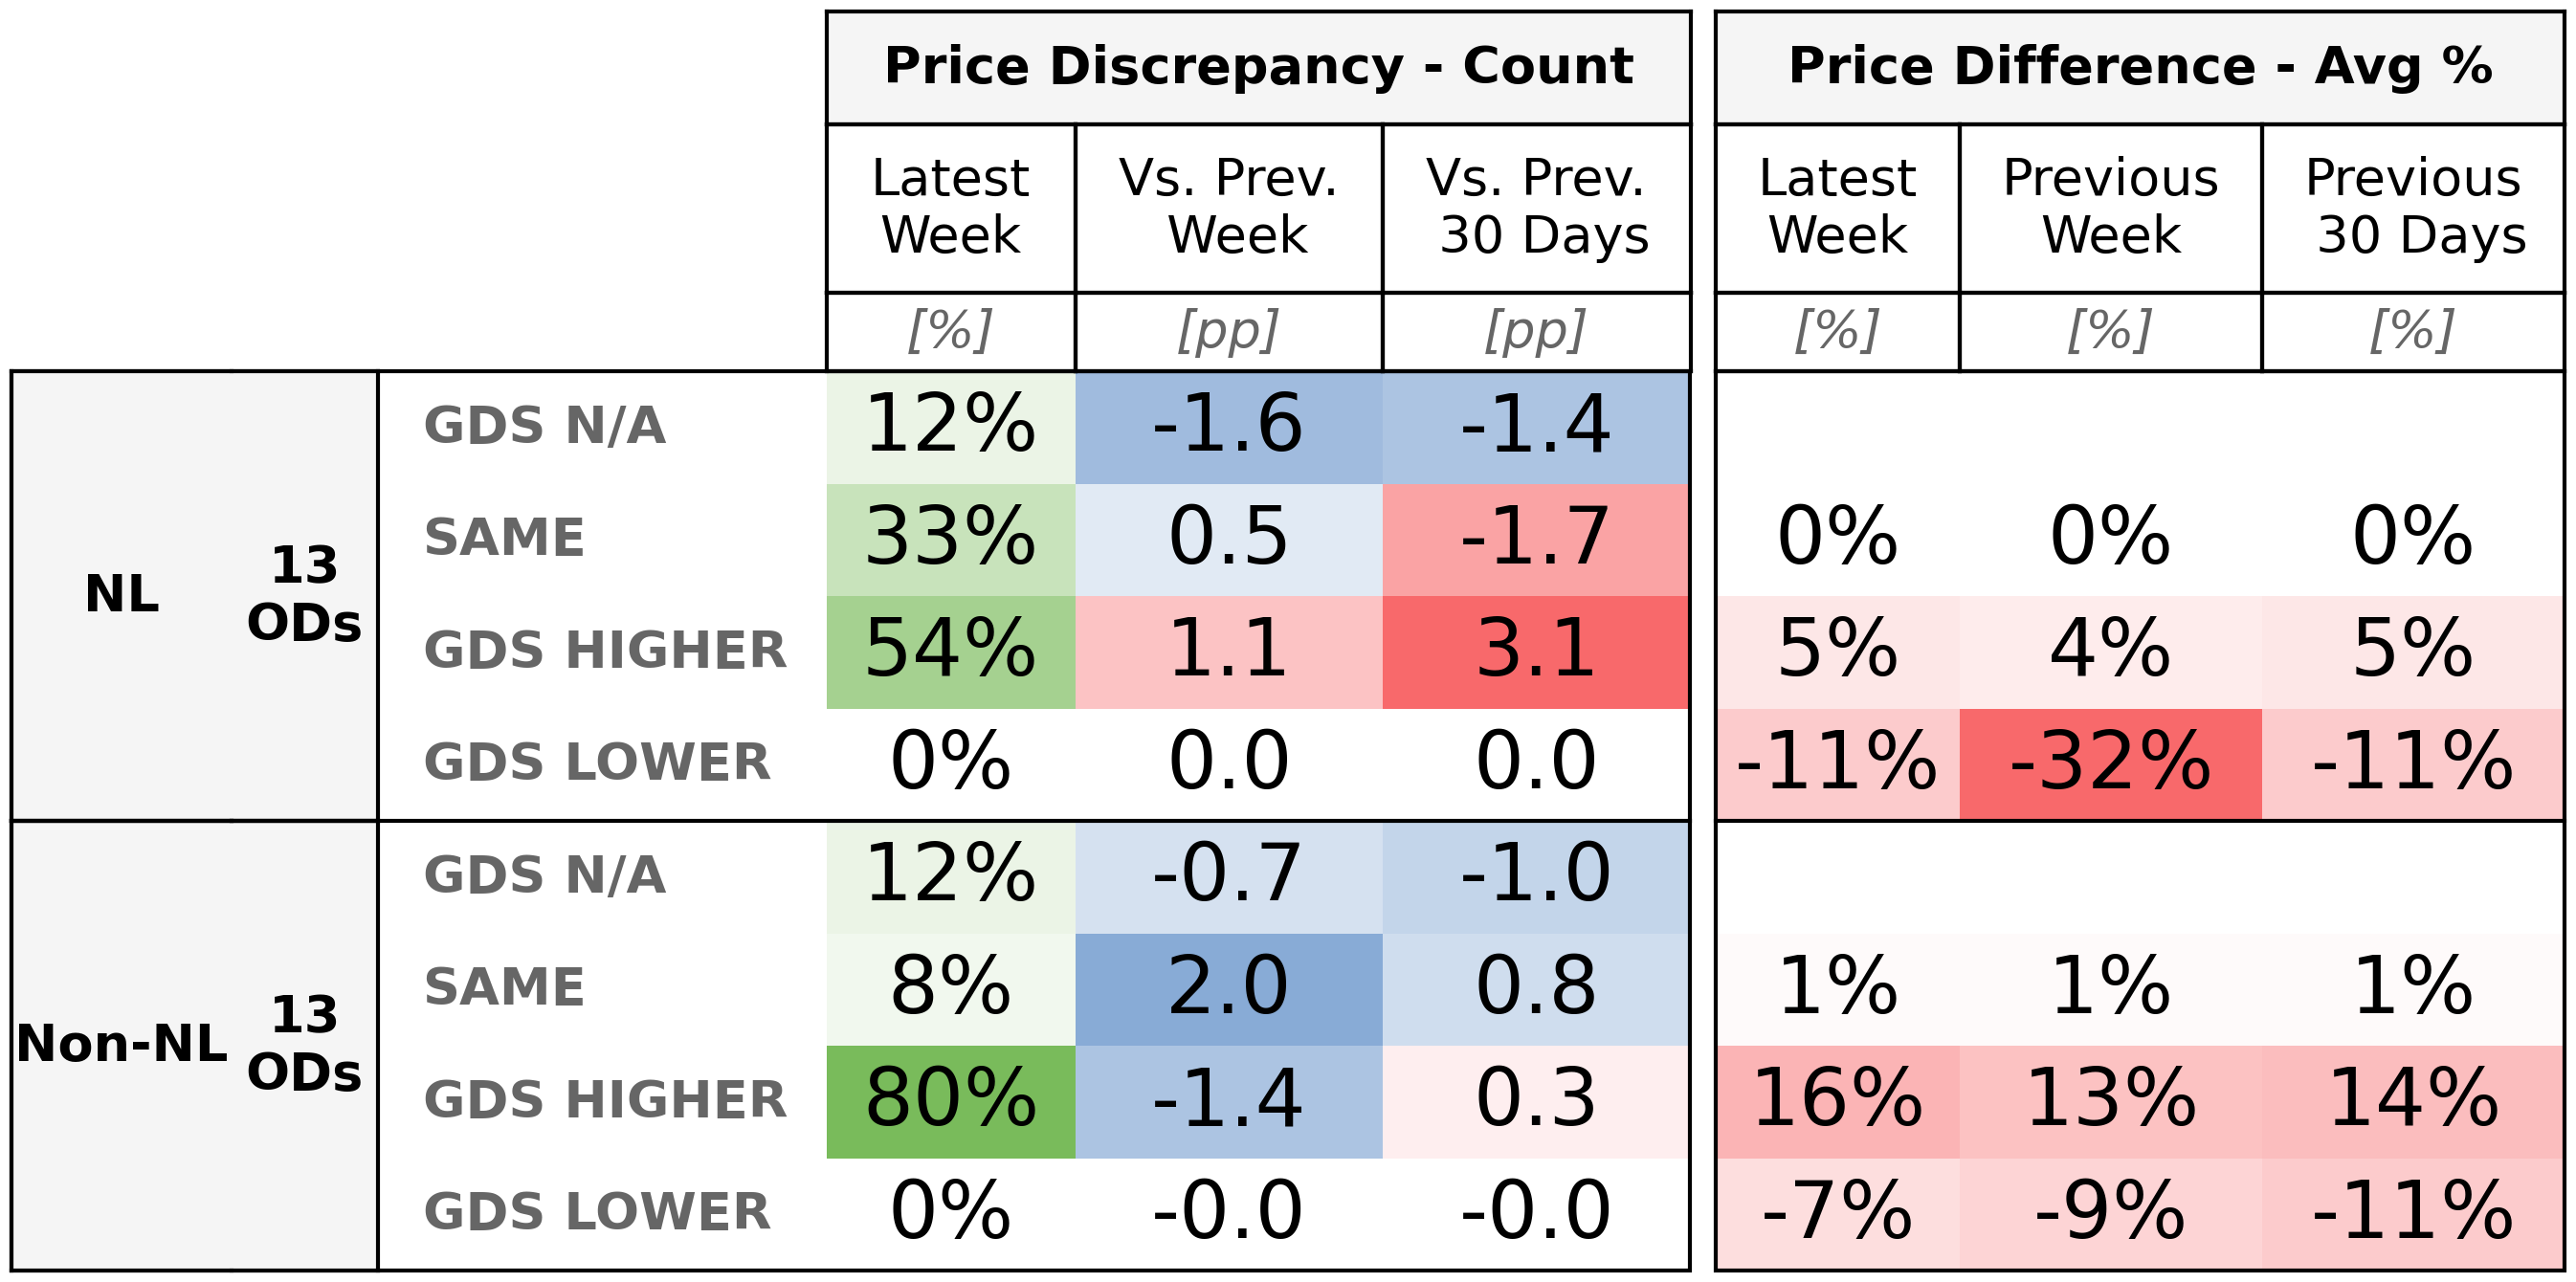 Price Discrepancy - Count Price Difference - Avg %
Latest Week Vs. Prev. Week Vs. Prev. 30 Days Latest Week Previous Week Previous 30 Days
[%] [pp] [pp] [%] [%] [%]
NL 13 ODs
GDS N/A 12% -1.6 -1.4
SAME 33% 0.5 -1.7 0% 0% 0%
GDS HIGHER 54% 1.1 3.1 5% 4% 5%
GDS LOWER 0% 0.0 0.0 -11% -32% -11%
Non-NL 13 ODs
GDS N/A 12% -0.7 -1.0
SAME 8% 2.0 0.8 1% 1% 1%
GDS HIGHER 80% -1.4 0.3 16% 13% 14%
GDS LOWER 0% -0.0 -0.0 -7% -9% -11%